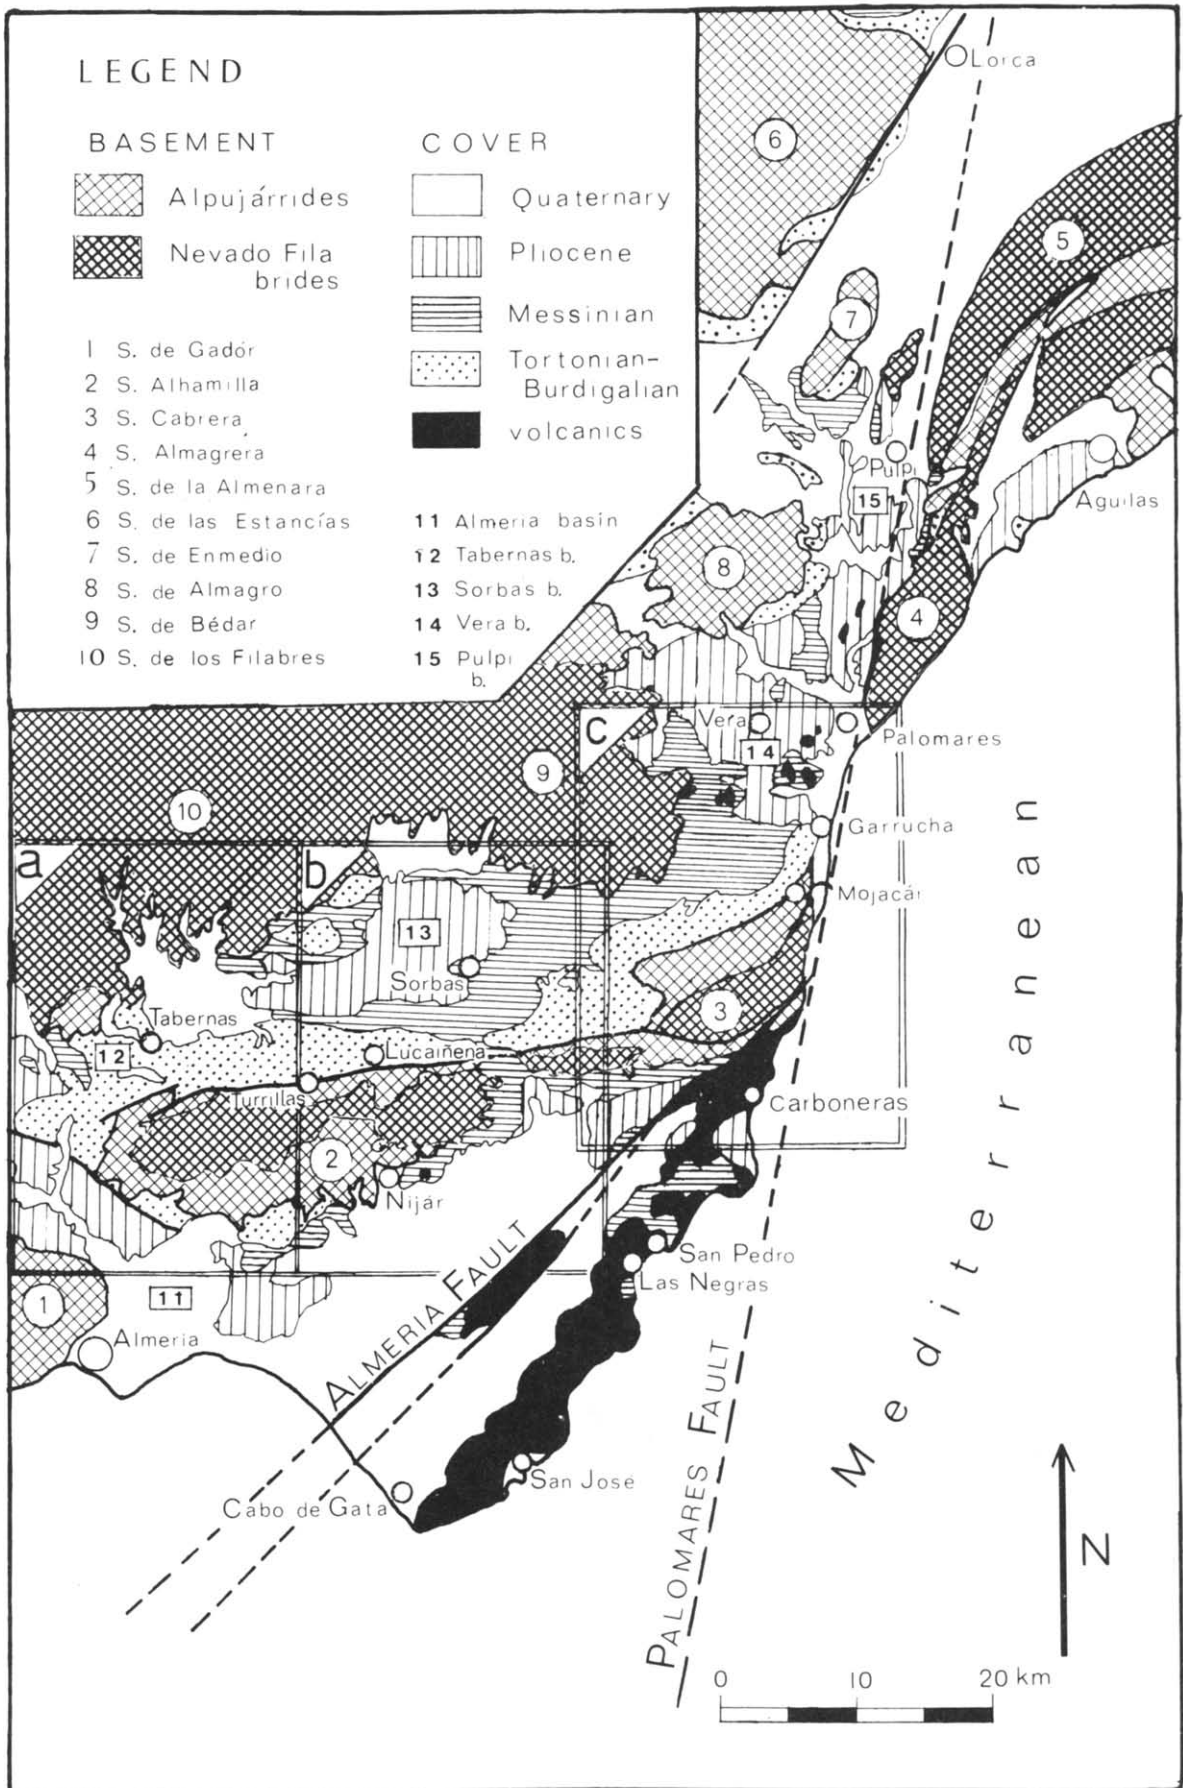 LEGEND
BASEMENT
Alpujárrides
Nevado Fila
brides
COVER
Quaternary
Pliocene
Messinian
Tortonian-
Burdigalian
volcanics
1 S. de Gadór
2 S. Alhamilla
3 S. Cabrera
4 S. Almagrera
5 S. de la Almenara
6 S. de las Estancías
7 S. de Enmedio
8 S. de Almagro
9 S. de Bédar
10 S. de los Filabres
11 Almeria basin
12 Tabernas b.
13 Sorbas b.
14 Vera b.
15 Pulpi
b.
Lorca
6
5
7
Pulpi
15
Aguilas
8
4
c
Vera
14
Palomares
9
10
Garrucha
a
b
Mojacár
13
Sorbas
3
Tabernas
12
Lucaiñena
Turrillas
Carboneras
2
Nijár
San Pedro
Las Negras
1
11
Almeria
ALMERIA FAULT
San José
Cabo de Gata
PALOMARES FAULT
Mediterranean
N
0 10 20 km